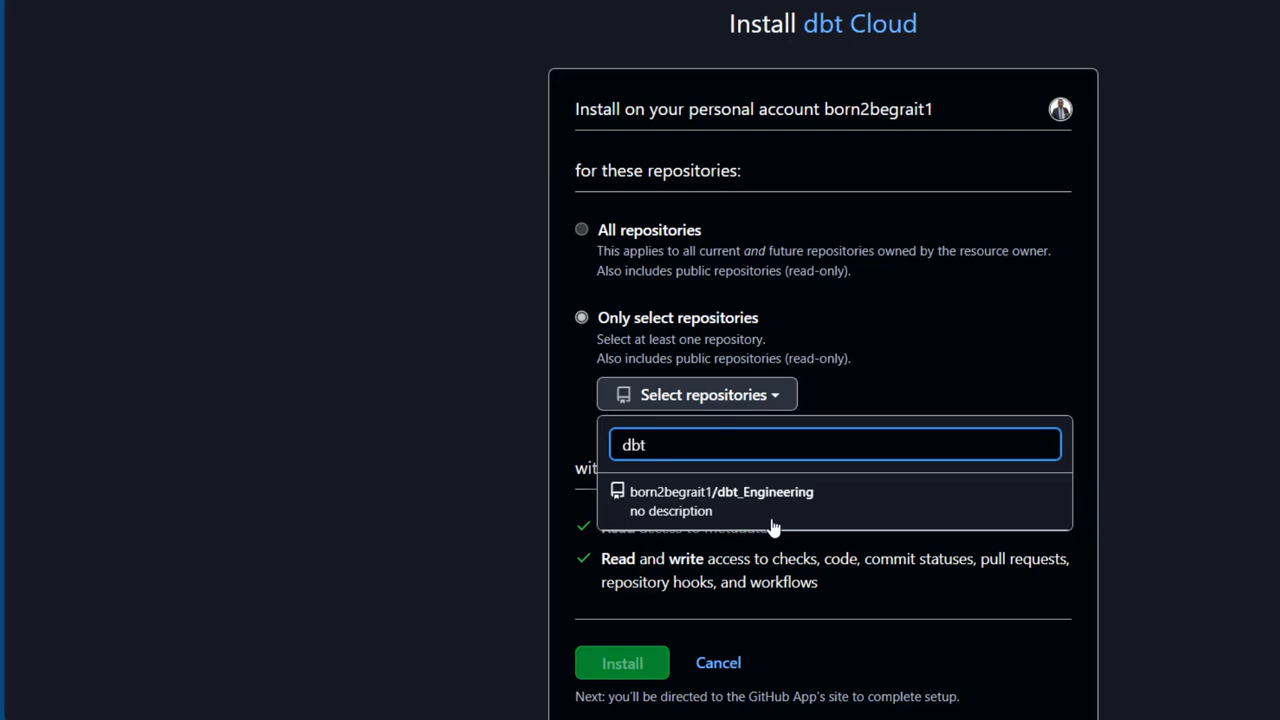 Install dbt Cloud
Install on your personal account born2begrait1
for these repositories:
All repositories
This applies to all current and future repositories owned by the resource owner.
Also includes public repositories (read-only).
Only select repositories
Select at least one repository.
Also includes public repositories (read-only).
Select repositories
dbt
born2begrait1/dbt_Engineering
no description
Read and write access to checks, code, commit statuses, pull requests,
repository hooks, and workflows
Install Cancel
Next: you'll be directed to the GitHub App's site to complete setup.